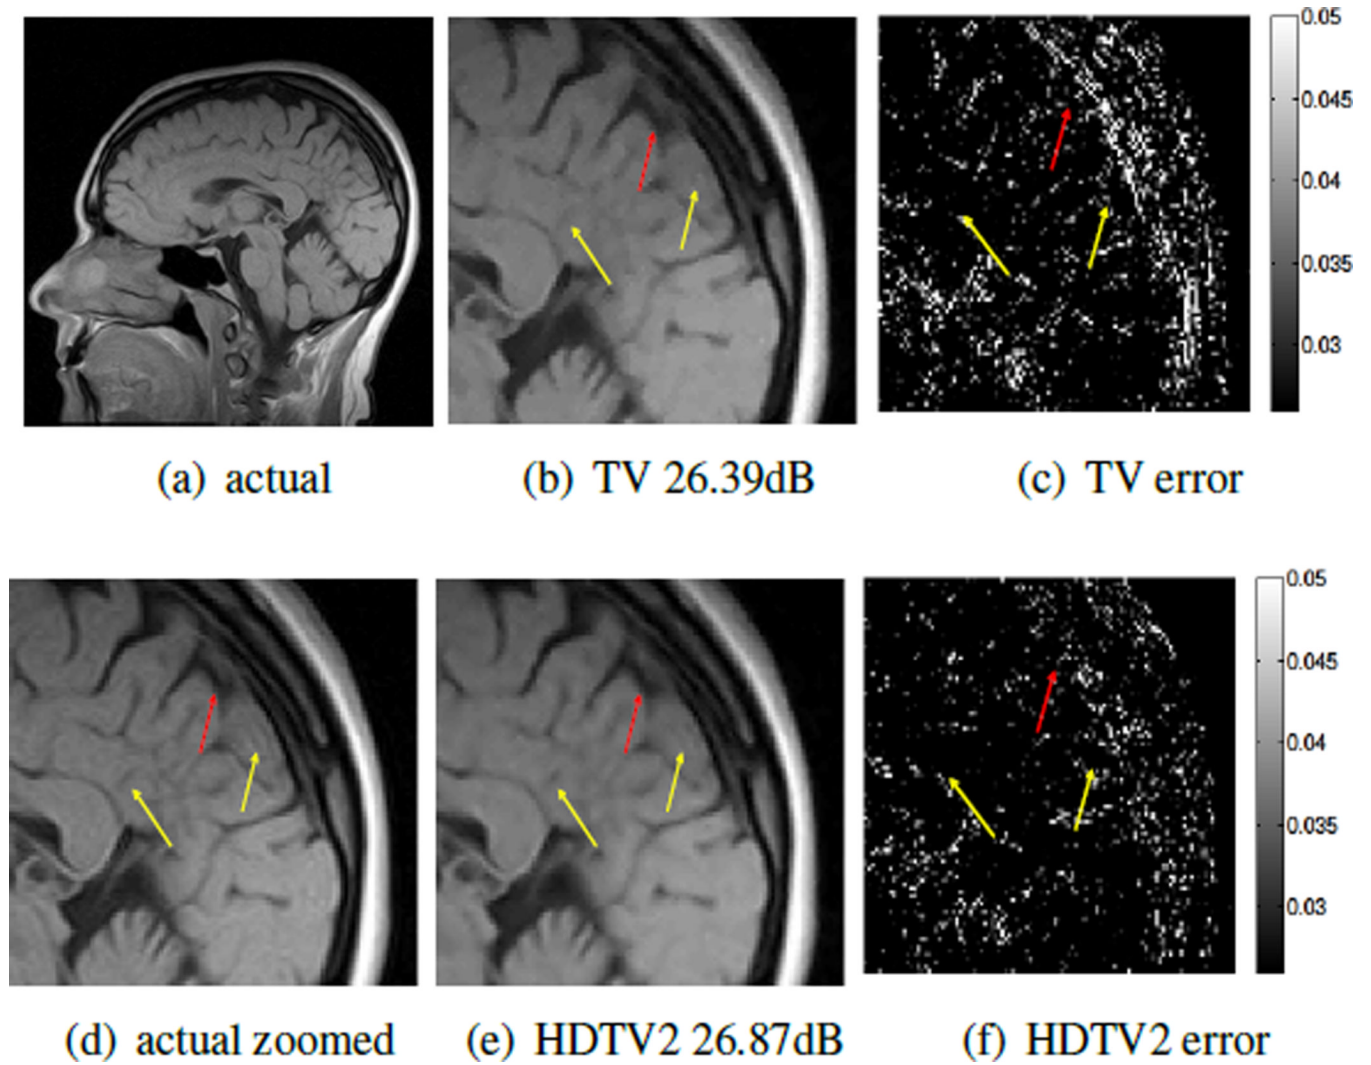 0.05
0.045
0.04
0.035
0.03
(a) actual
(b) TV 26.39dB
(c) TV error
0.05
0.045
0.04
0.035
0.03
(d) actual zoomed
(e) HDTV2 26.87dB
(f) HDTV2 error